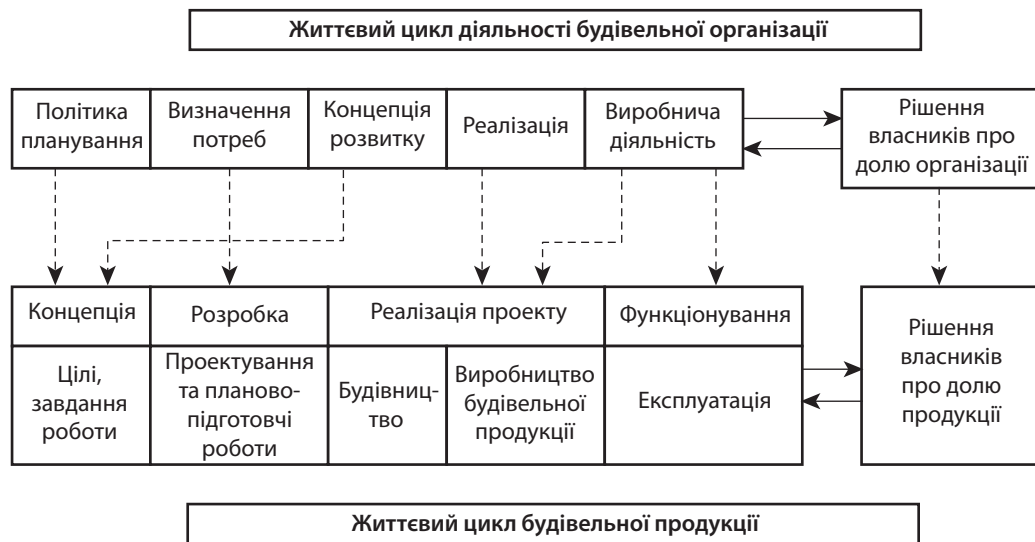 Життєвий цикл діяльності будівельної організації
Політика
планування
Визначення
потреб
Концепція
розвитку
Реалізація
Виробнича
діяльність
Рішення
власників про
долю організації
Концепція
Розробка
Реалізація проекту
Функціонування
Цілі,
завдання
роботи
Проектування
та планово-
підготовчі
роботи
Будівниц-
тво
Виробництво
будівельної
продукції
Експлуатація
Рішення
власників
про долю
продукції
Життєвий цикл будівельної продукції